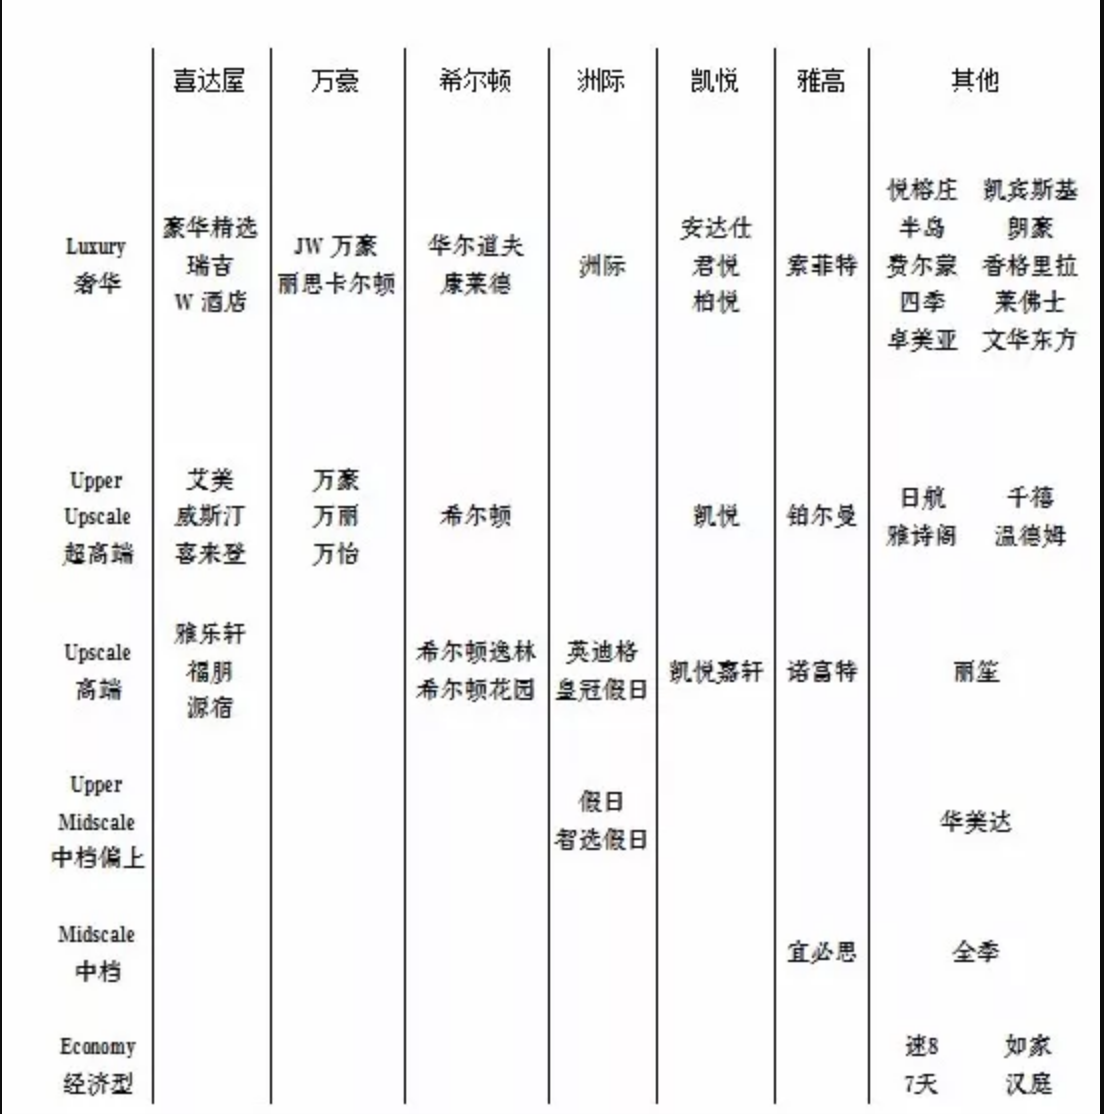 喜达屋 万豪 希尔顿 洲际 凯悦 雅高 其他
Luxury
奢华
豪华精选
瑞吉
W 酒店
JW 万豪
丽思卡尔顿
华尔道夫
康莱德
洲际
安达仕
君悦
柏悦
索菲特
悦榕庄 凯宾斯基
半岛 朗豪
费尔蒙 香格里拉
四季 莱佛士
卓美亚 文华东方
Upper
Upscale
超高端
艾美
威斯汀
喜来登
万豪
万丽
万怡
希尔顿
凯悦
铂尔曼
日航 千禧
雅诗阁 温德姆
Upscale
高端
雅乐轩
福朋
源宿
希尔顿逸林
希尔顿花园
英迪格
皇冠假日
凯悦嘉轩
诺富特
丽笙
Upper
Midscale
中档偏上
假日
智选假日
华美达
Midscale
中档
宜必思
全季
Economy
经济型
速8 如家
7天 汉庭